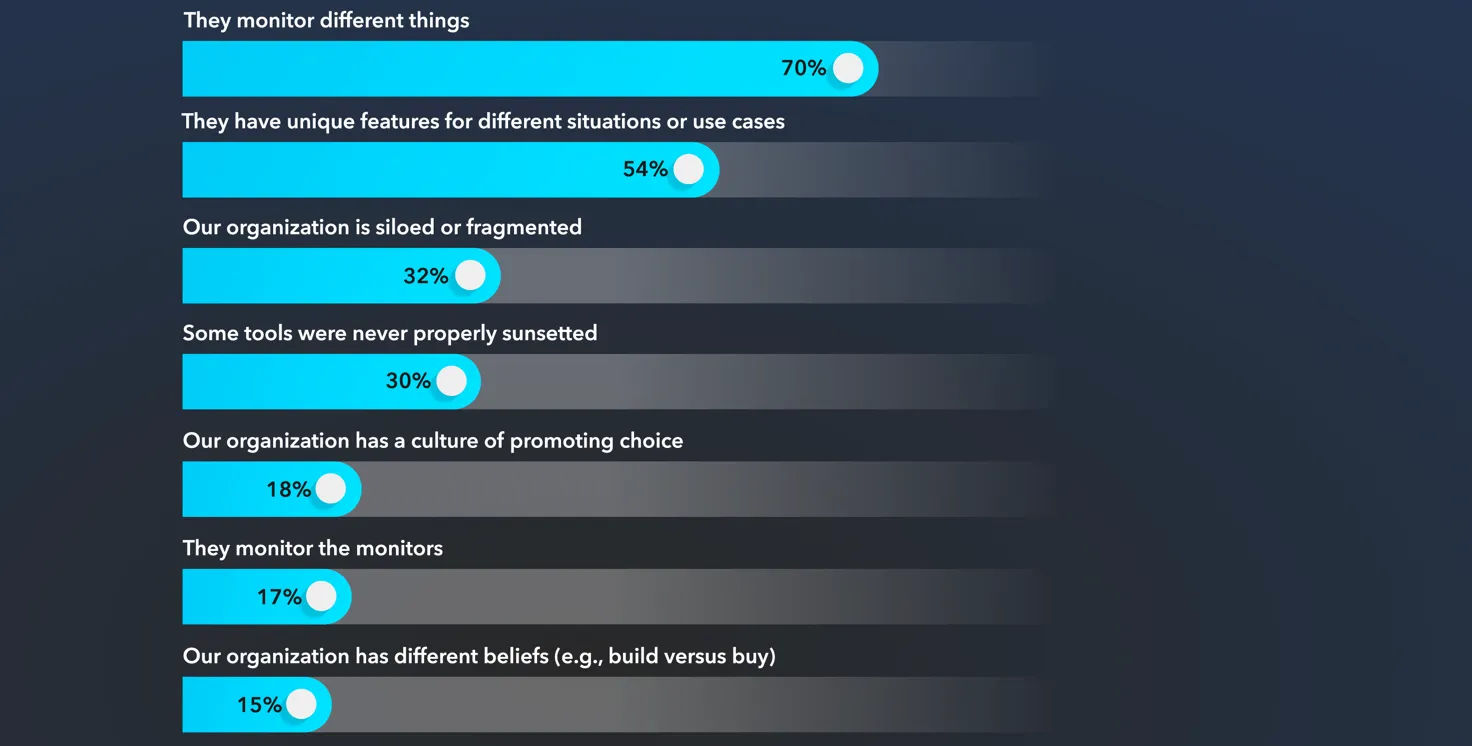 They monitor different things
70%
They have unique features for different situations or use cases
54%
Our organization is siloed or fragmented
32%
Some tools were never properly sunsetted
30%
Our organization has a culture of promoting choice
18%
They monitor the monitors
17%
Our organization has different beliefs (e.g., build versus buy)
15%